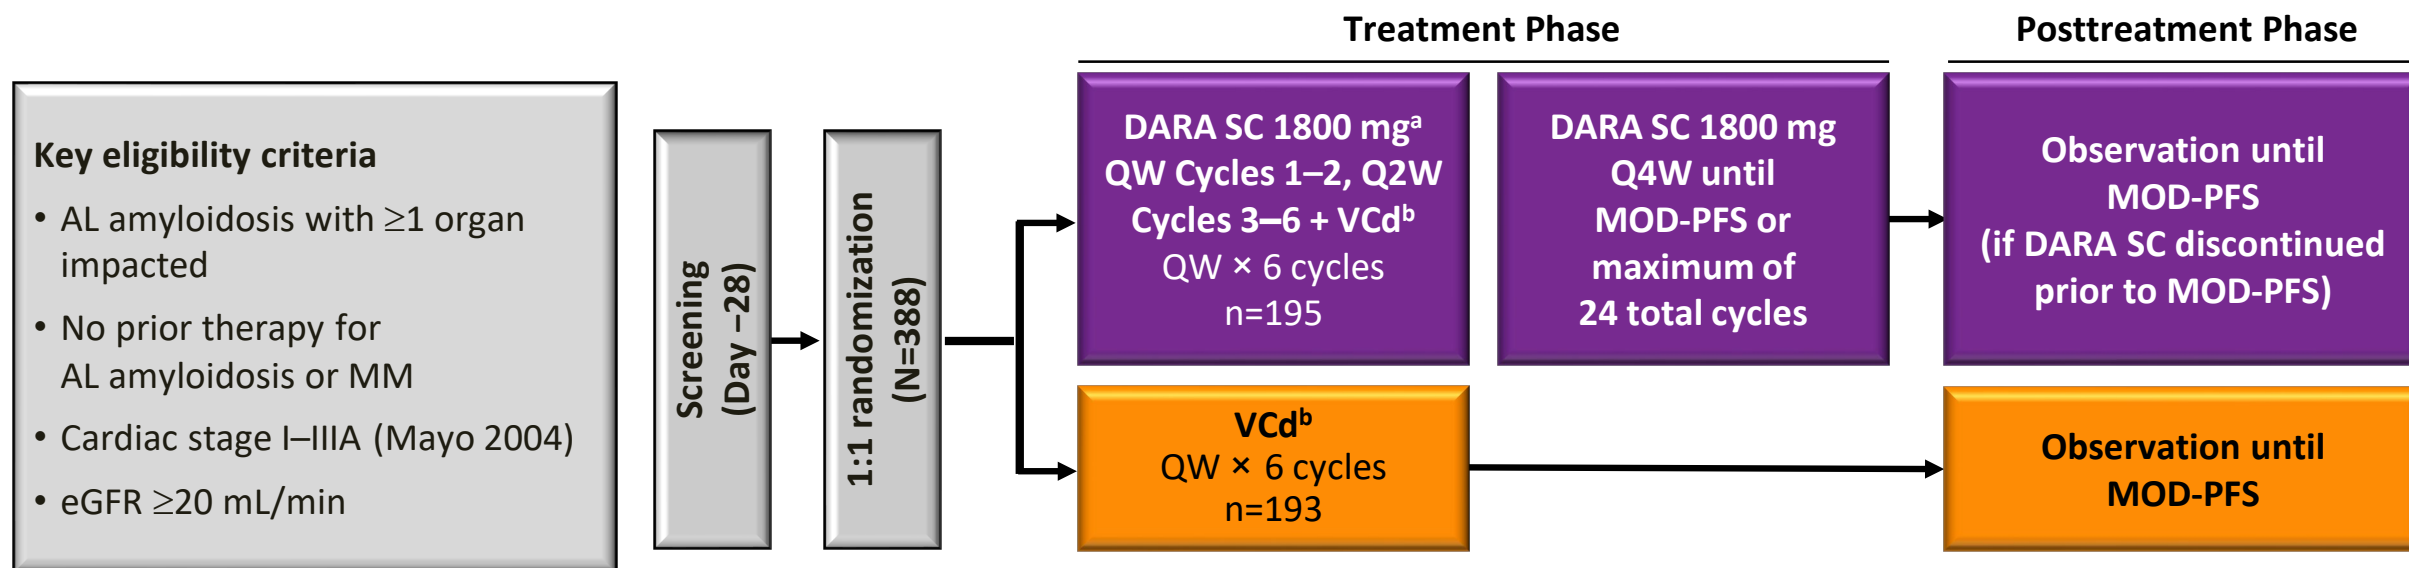 Treatment Phase
Posttreatment Phase
Key eligibility criteria
• AL amyloidosis with ≥1 organ
impacted
• No prior therapy for
AL amyloidosis or MM
• Cardiac stage I–IIIA (Mayo 2004)
• eGFR ≥20 mL/min
Screening
(Day –28)
1:1 randomization
(N=388)
DARA SC 1800 mgᵃ
QW Cycles 1–2, Q2W
Cycles 3–6 + VCdᵇ
QW × 6 cycles
n=195
DARA SC 1800 mg
Q4W until
MOD-PFS or
maximum of
24 total cycles
Observation until
MOD-PFS
(if DARA SC discontinued
prior to MOD-PFS)
VCdᵇ
QW × 6 cycles
n=193
Observation until
MOD-PFS